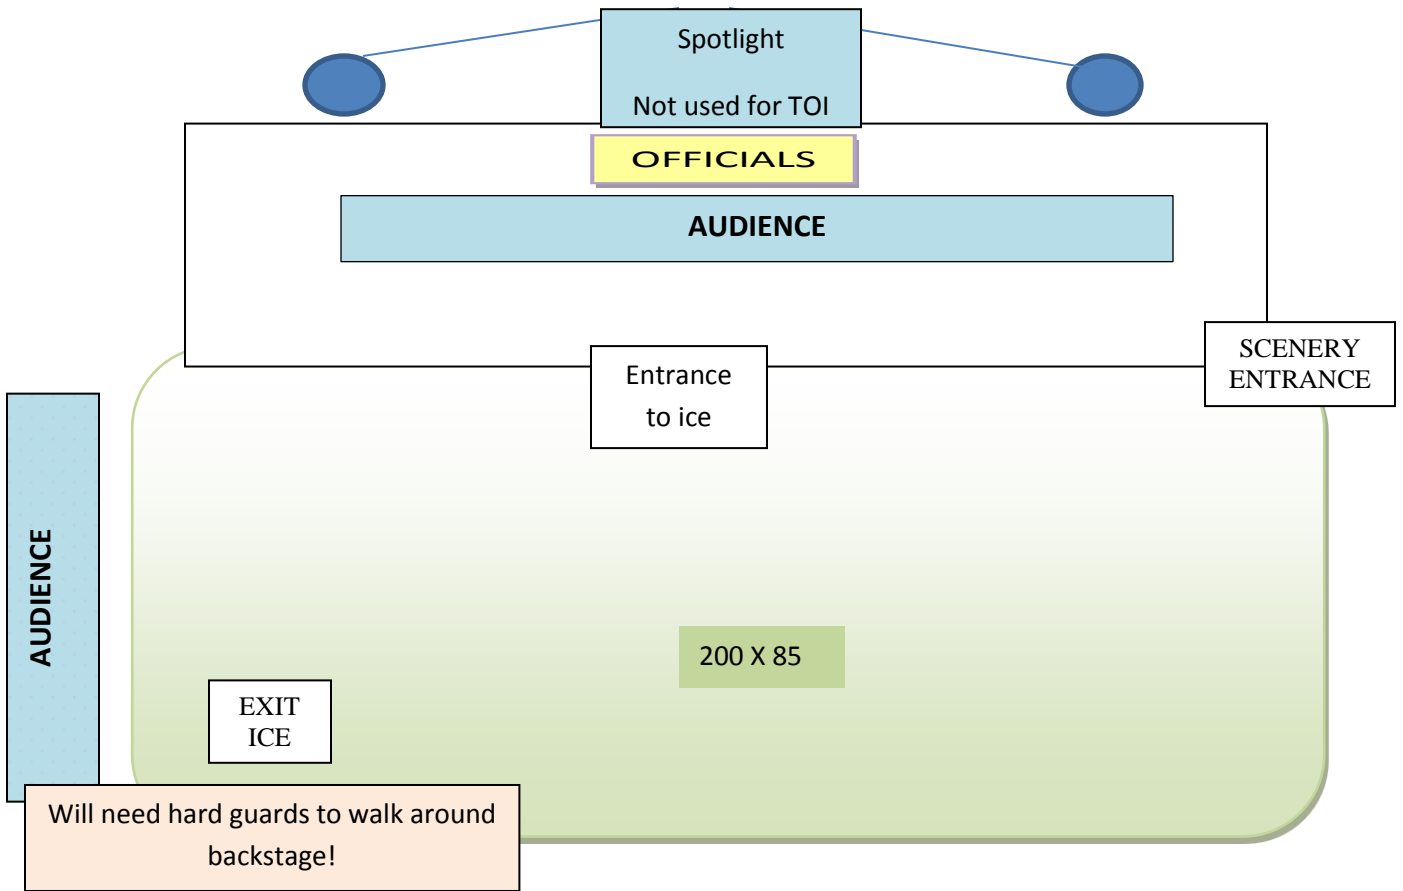 Spotlight
Not used for TOI
OFFICIALS
AUDIENCE
SCENERY
ENTRANCE
Entrance
to ice
AUDIENCE
200 X 85
EXIT
ICE
Will need hard guards to walk around
backstage!